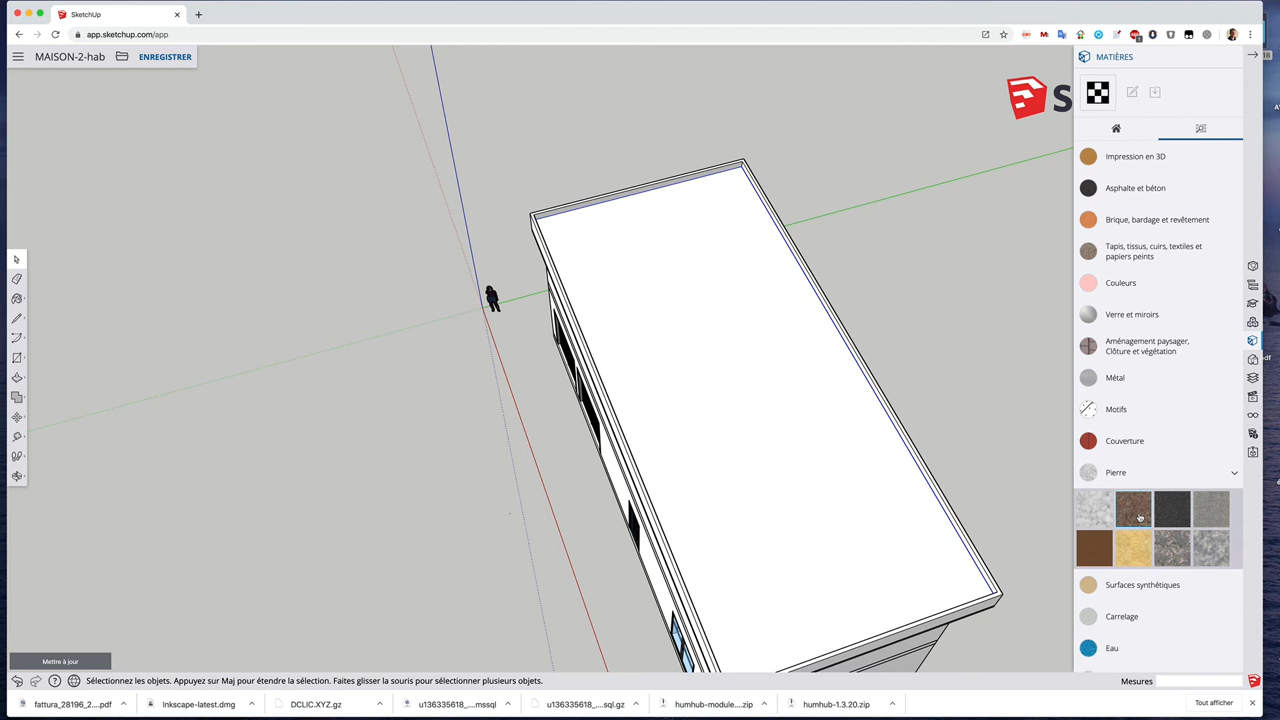 SketchUp
app.sketchup.com/app
MAISON-2-hab
ENREGISTRER
MATIÈRES
S
Impression en 3D
Asphalte et béton
Brique, bardage et revêtement
Tapis, tissus, cuirs, textiles et
papiers peints
Couleurs
Verre et miroirs
Aménagement paysager,
Clôture et végétation
Métal
Motifs
Couverture
Pierre
Surfaces synthétiques
Carrelage
Eau
Mettre à jour
Sélectionnez les objets. Appuyez sur Maj pour étendre la sélection. Faites glisser la souris pour sélectionner plusieurs objets.
Mesures
fattura_28196_2....pdf
Inkscape-latest.dmg
DCLIC.XYZ.gz
u136335618_....mssql
u136335618_...sql.gz
humhub-module....zip
humhub-1.3.20.zip
Tout afficher